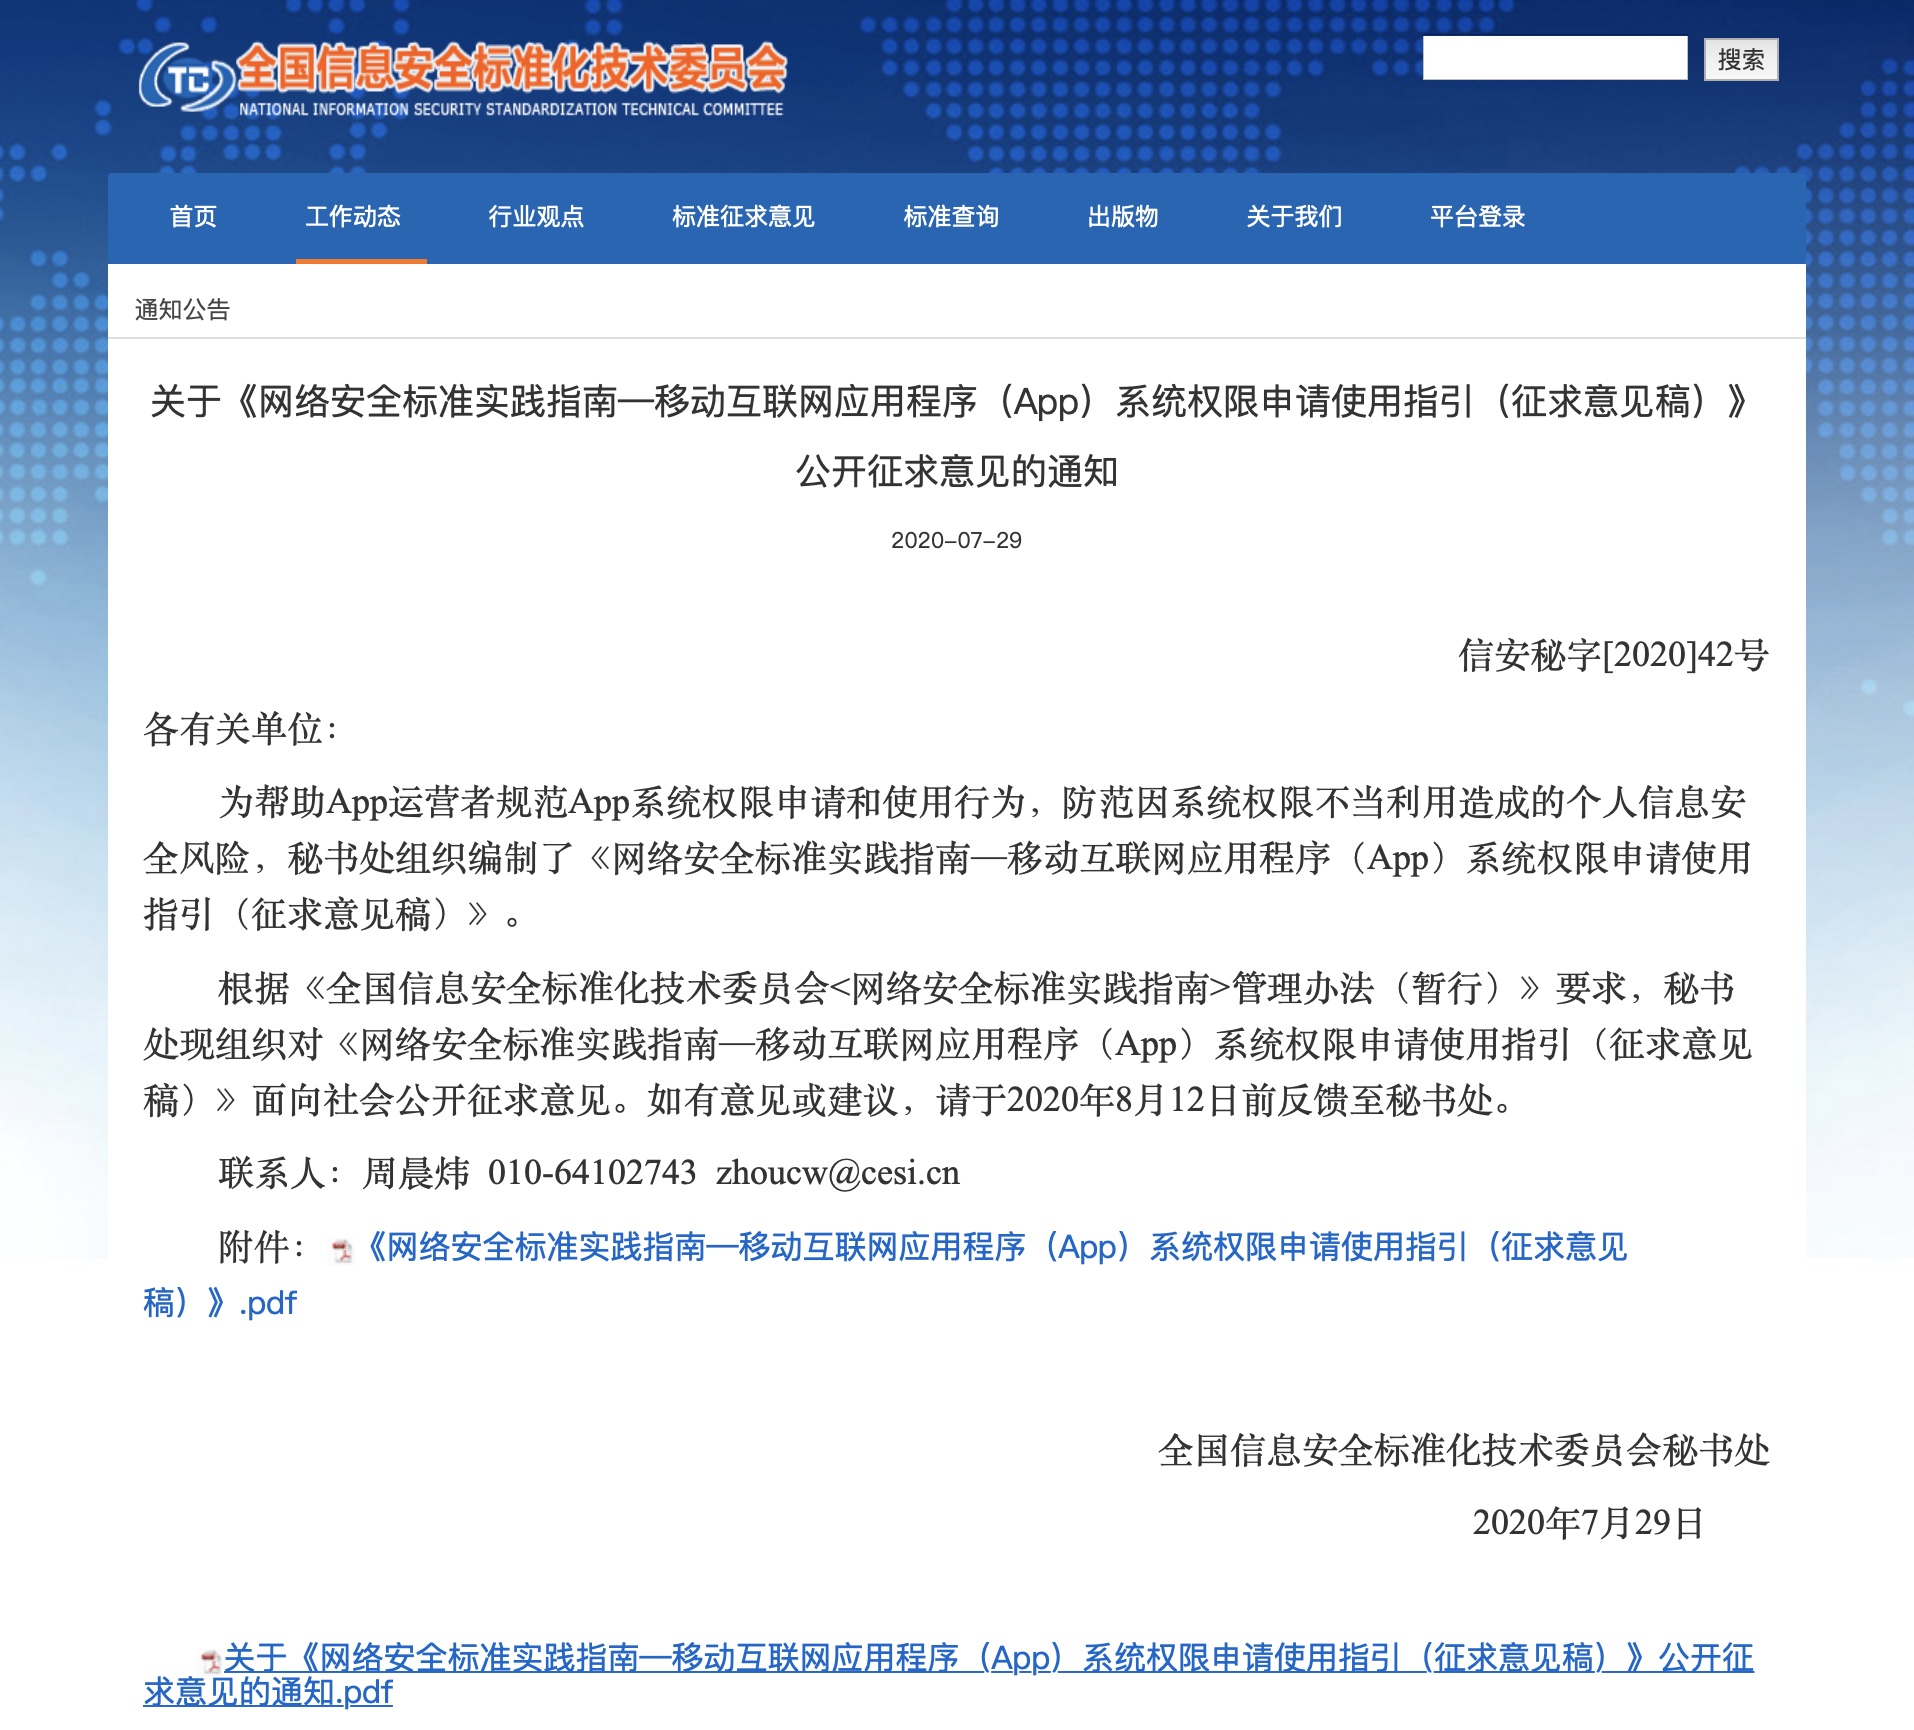 全国信息安全标准化技术委员会
NATIONAL INFORMATION SECURITY STANDARDIZATION TECHNICAL COMMITTEE
搜索
首页 工作动态 行业观点 标准征求意见 标准查询 出版物 关于我们 平台登录
通知公告
关于《网络安全标准实践指南—移动互联网应用程序（App）系统权限申请使用指引（征求意见稿）》
公开征求意见的通知
2020-07-29
信安秘字[2020]42号
各有关单位：
为帮助App运营者规范App系统权限申请和使用行为，防范因系统权限不当利用造成的个人信息安
全风险，秘书处组织编制了《网络安全标准实践指南—移动互联网应用程序（App）系统权限申请使用
指引（征求意见稿）》。
根据《全国信息安全标准化技术委员会<网络安全标准实践指南>管理办法（暂行）》要求，秘书
处现组织对《网络安全标准实践指南—移动互联网应用程序（App）系统权限申请使用指引（征求意见
稿）》面向社会公开征求意见。如有意见或建议，请于2020年8月12日前反馈至秘书处。
联系人：周晨炜 010-64102743 zhoucw@cesi.cn
附件：《网络安全标准实践指南—移动互联网应用程序（App）系统权限申请使用指引（征求意见
稿）》.pdf
全国信息安全标准化技术委员会秘书处
2020年7月29日
关于《网络安全标准实践指南—移动互联网应用程序（App）系统权限申请使用指引（征求意见稿）》公开征
求意见的通知.pdf